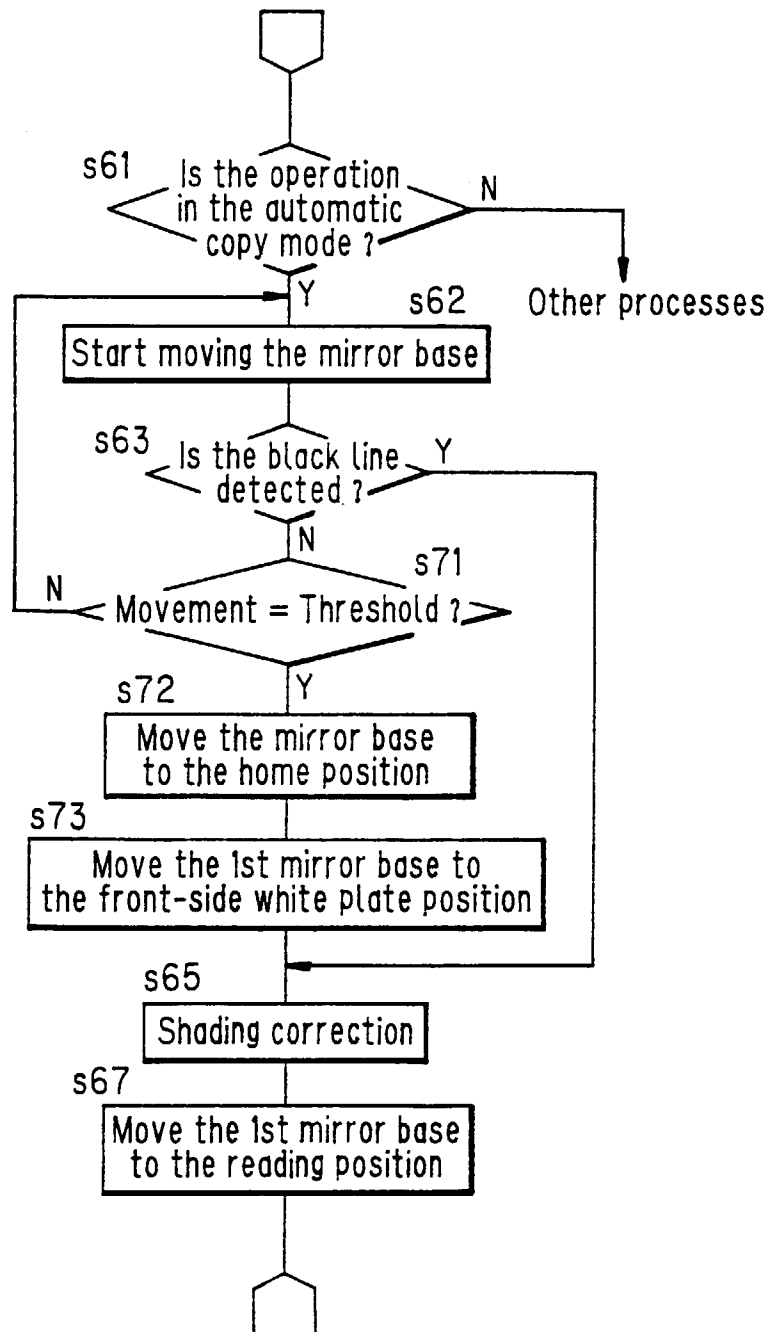 s61
Is the operation
in the automatic
copy mode ?
N
Y
Other processes
s62
Start moving the mirror base
s63
Is the black line
detected ?
Y
N
s71
N
Movement = Threshold ?
Y
s72
Move the mirror base
to the home position
s73
Move the 1st mirror base to
the front-side white plate position
s65
Shading correction
s67
Move the 1st mirror base
to the reading position